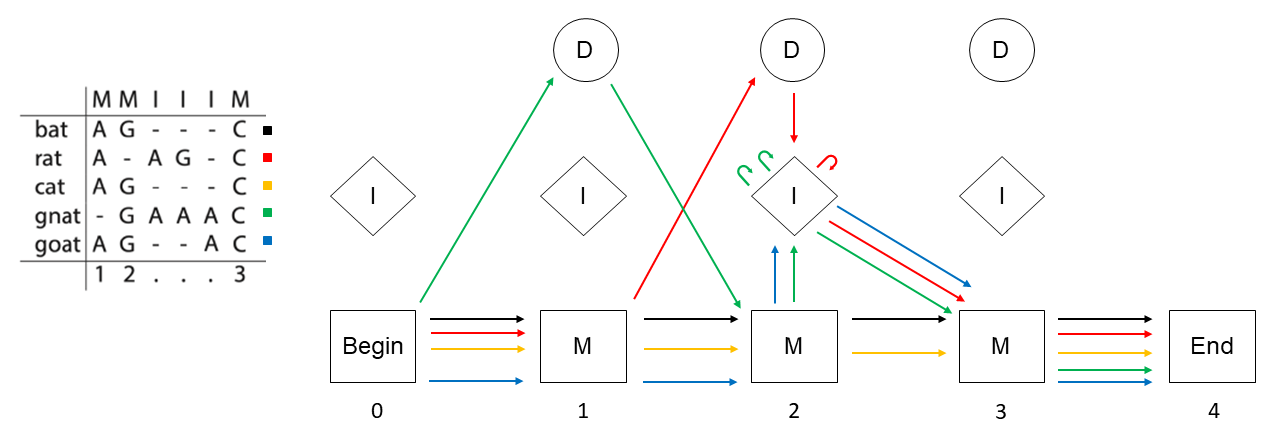 M M I I I M
bat A G - - - C
rat A - A G - C
cat A G - - - C
gnat - G A A A C
goat A G - - A C
1 2 . . . 3
D D D
I I I I
Begin M M M End
0 1 2 3 4